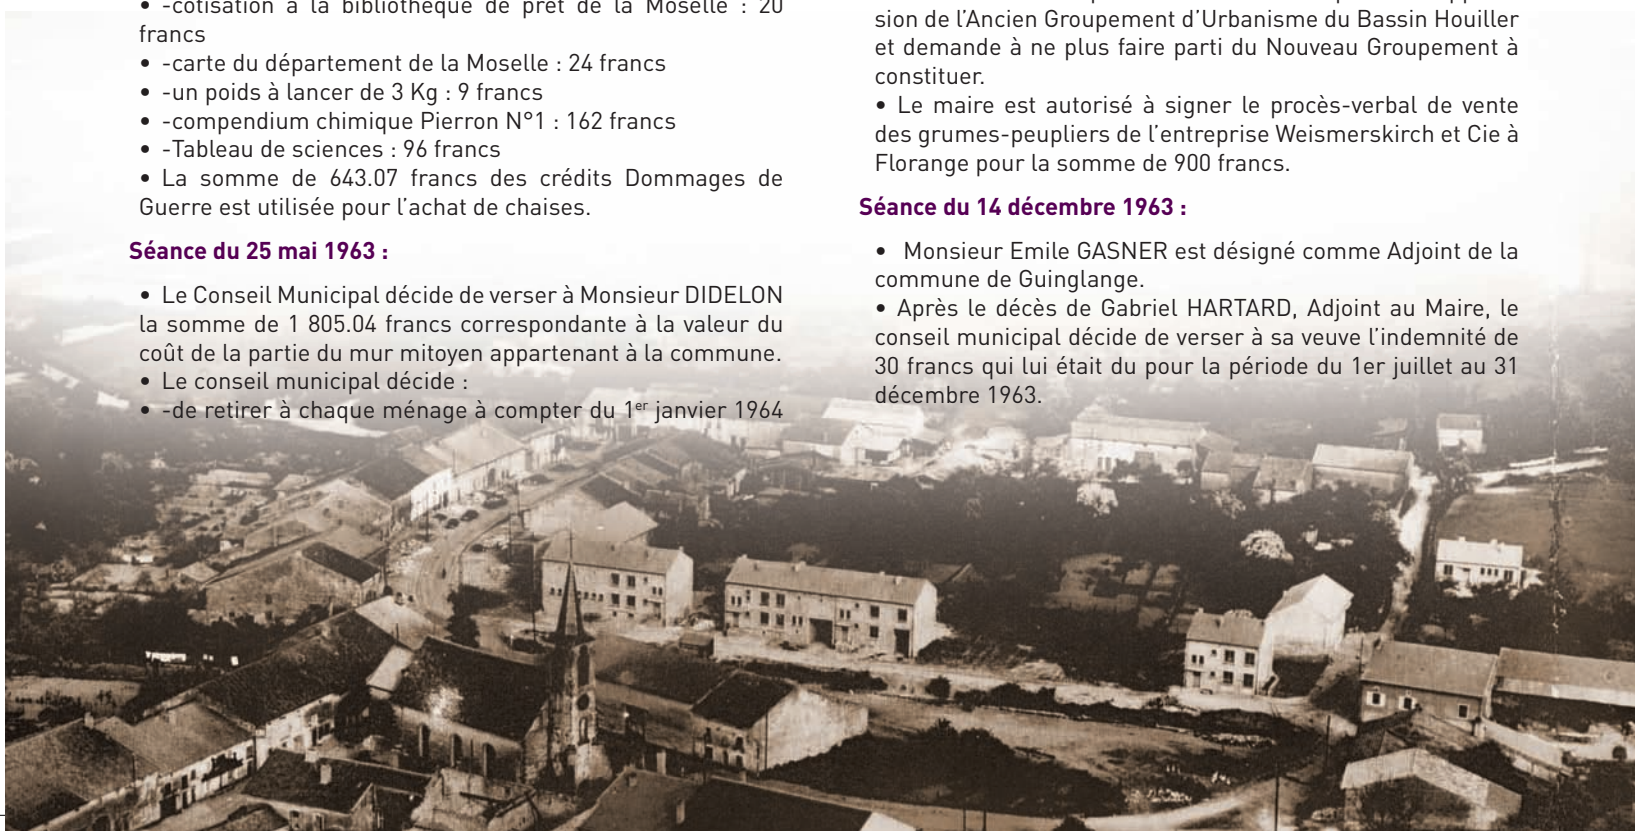 • -cotisation à la bibliothèque de prêt de la Moselle : 20
francs
• -carte du département de la Moselle : 24 francs
• -un poids à lancer de 3 Kg : 9 francs
• -compendium chimique Pierron N°1 : 162 francs
• -Tableau de sciences : 96 francs
• La somme de 643.07 francs des crédits Dommages de
Guerre est utilisée pour l’achat de chaises.
Séance du 25 mai 1963 :
• Le Conseil Municipal décide de verser à Monsieur DIDELON
la somme de 1 805.04 francs correspondante à la valeur du
coût de la partie du mur mitoyen appartenant à la commune.
• Le conseil municipal décide :
• -de retirer à chaque ménage à compter du 1er janvier 1964
sion de l’Ancien Groupement d’Urbanisme du Bassin Houiller
et demande à ne plus faire parti du Nouveau Groupement à
constituer.
• Le maire est autorisé à signer le procès-verbal de vente
des grumes-peupliers de l’entreprise Weismerskirch et Cie à
Florange pour la somme de 900 francs.
Séance du 14 décembre 1963 :
• Monsieur Emile GASNER est désigné comme Adjoint de la
commune de Guinglange.
• Après le décès de Gabriel HARTARD, Adjoint au Maire, le
conseil municipal décide de verser à sa veuve l’indemnité de
30 francs qui lui était du pour la période du 1er juillet au 31
décembre 1963.